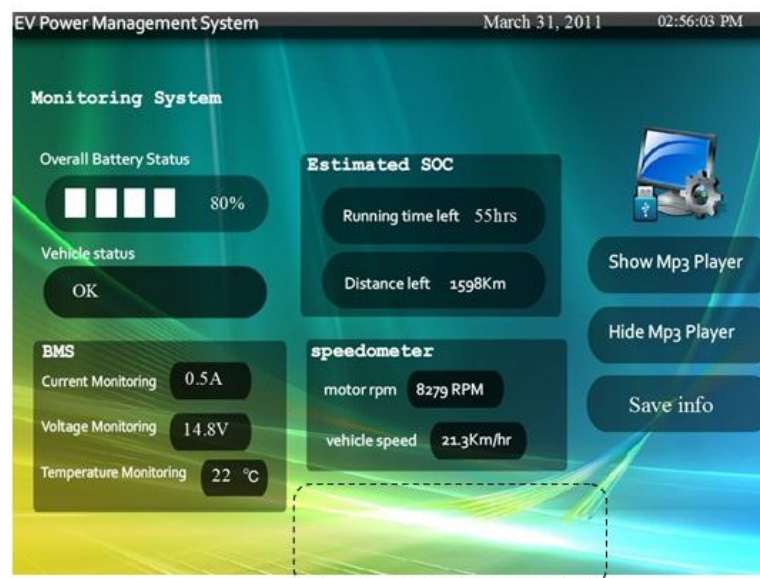 EV Power Management System March 31, 2011 02:56:03 PM
Monitoring System
Overall Battery Status
80%
Vehicle status
OK
Estimated SOC
Running time left 55hrs
Distance left 1598Km
Show Mp3 Player
Hide Mp3 Player
Save info
BMS
Current Monitoring 0.5A
Voltage Monitoring 14.8V
Temperature Monitoring 22 °C
speedometer
motor rpm 8279 RPM
vehicle speed 21.3Km/hr